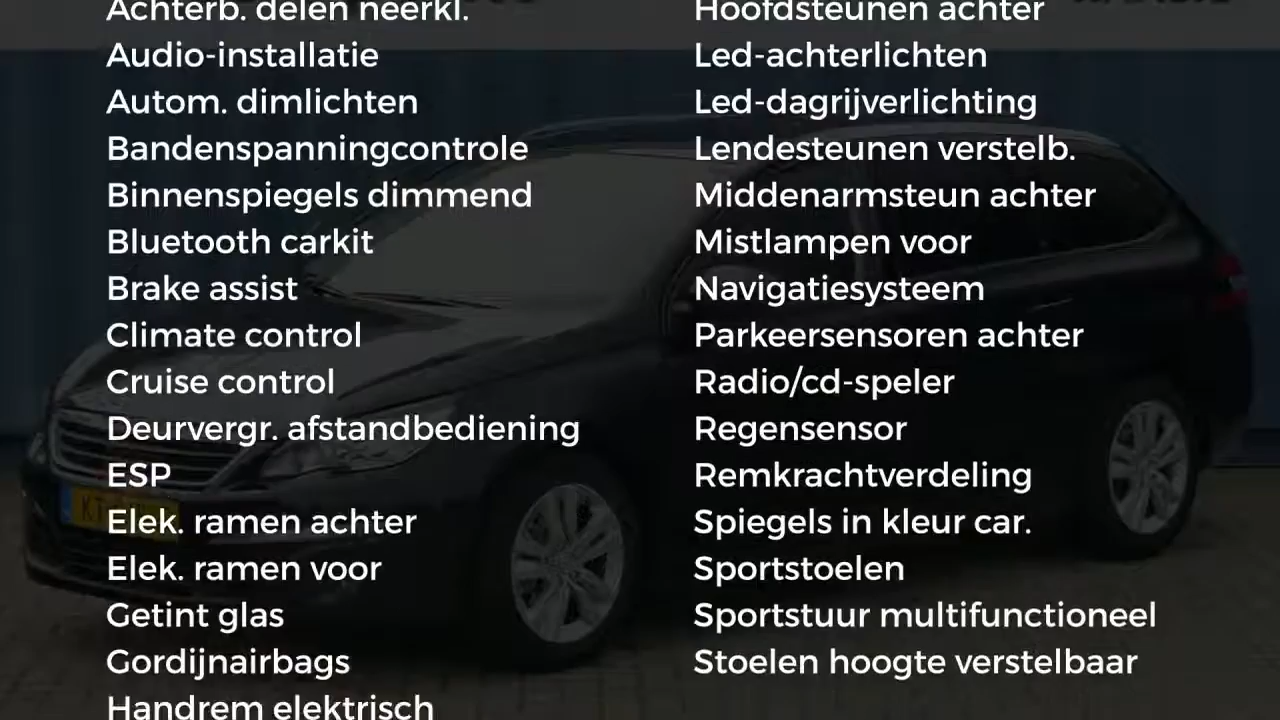 Achterb. delen neerkl.
Audio-installatie
Autom. dimlichten
Bandenspanningcontrole
Binnenspiegels dimmend
Bluetooth carkit
Brake assist
Climate control
Cruise control
Deurvergr. afstandbediening
ESP
Elek. ramen achter
Elek. ramen voor
Getint glas
Gordijnairbags
Handrem elektrisch
Hoofdsteunen achter
Led-achterlichten
Led-dagrijverlichting
Lendesteunen verstelb.
Middenarmsteun achter
Mistlampen voor
Navigatiesysteem
Parkeersensoren achter
Radio/cd-speler
Regensensor
Remkrachtverdeling
Spiegels in kleur car.
Sportstoelen
Sportstuur multifunctioneel
Stoelen hoogte verstelbaar